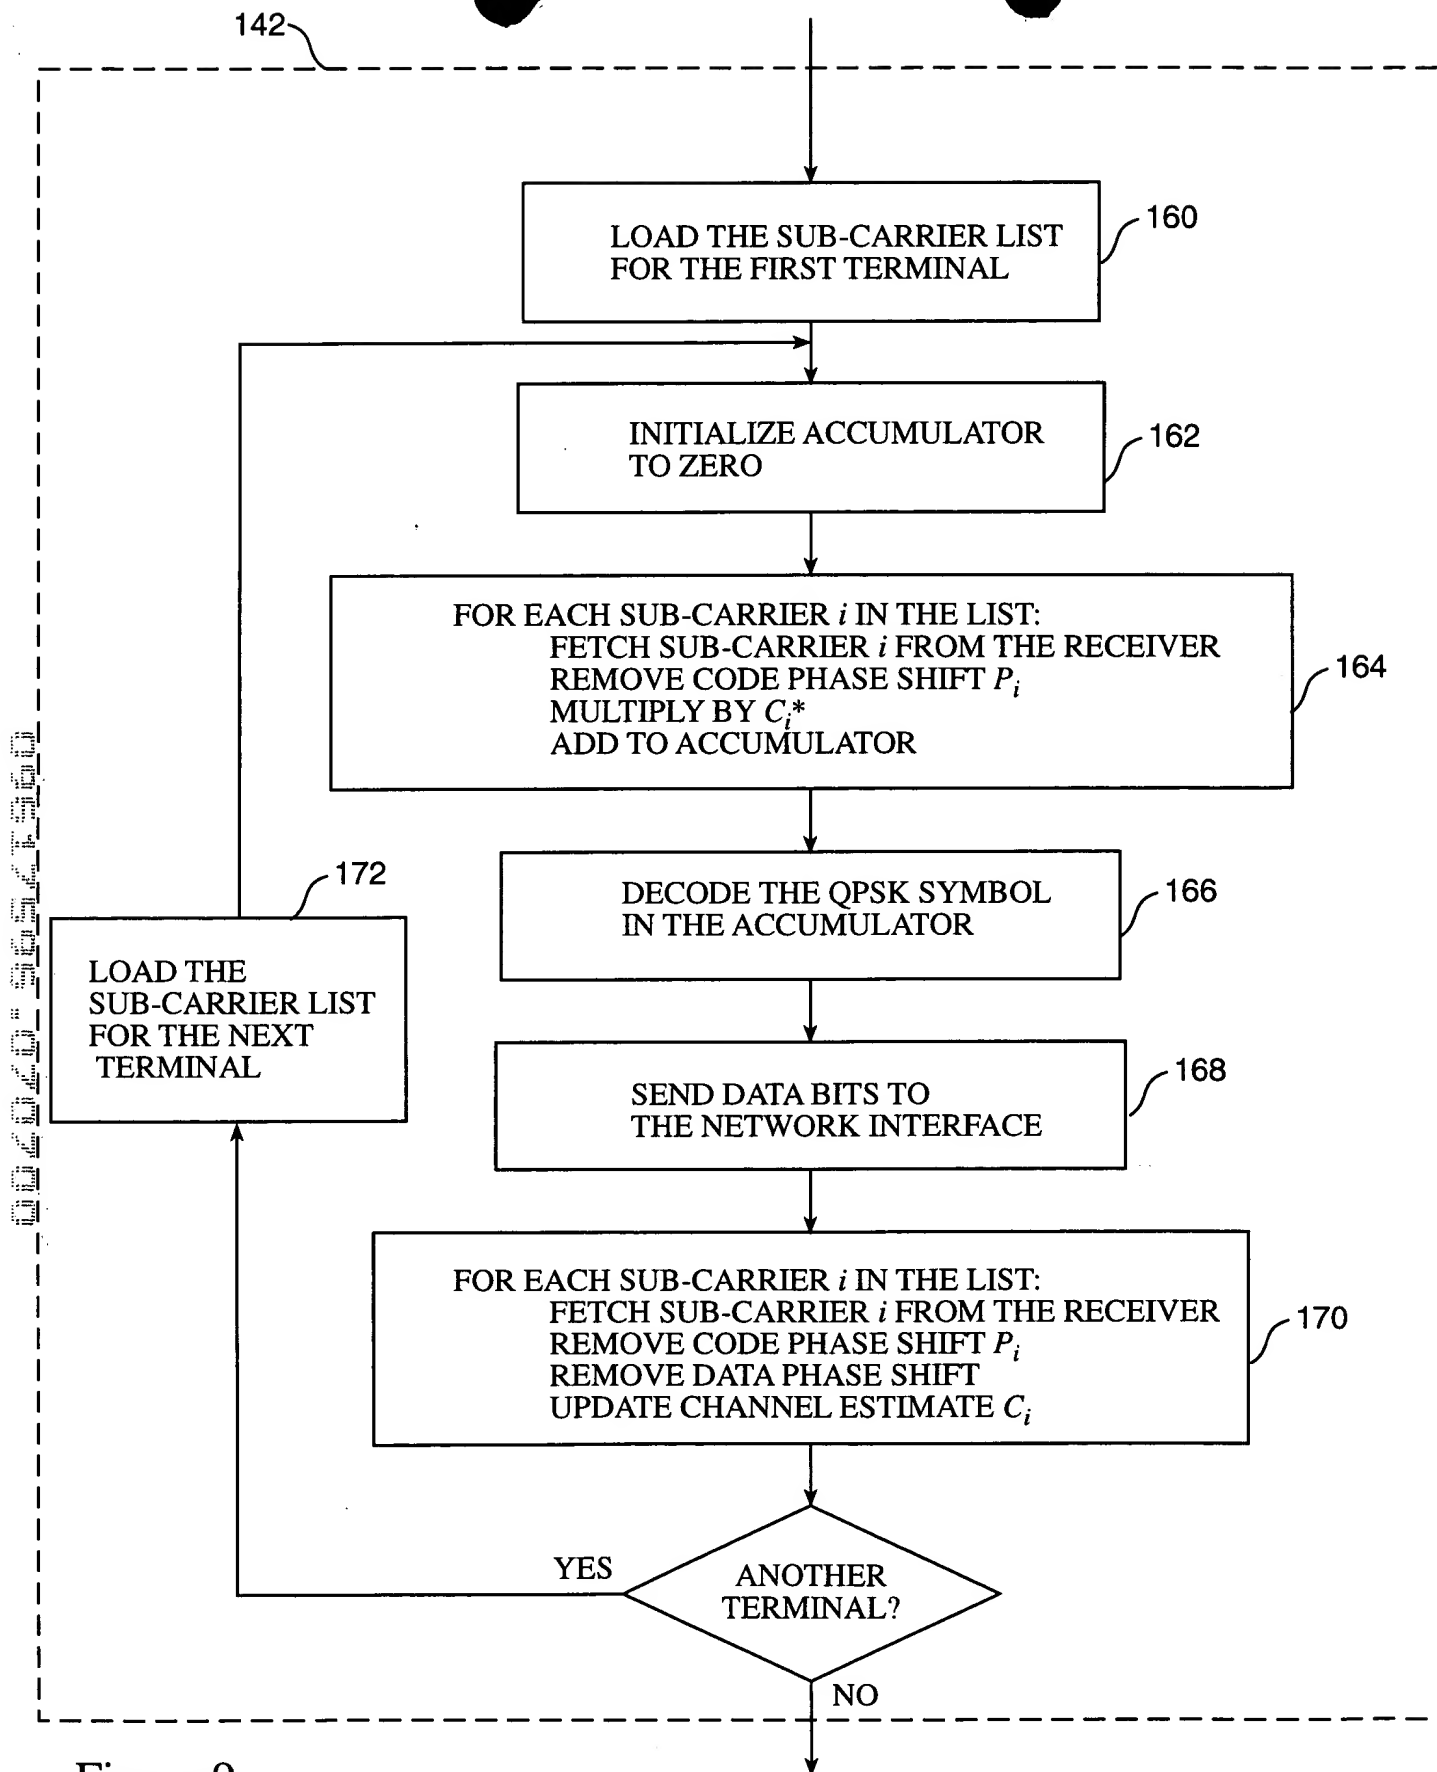 142
LOAD THE SUB-CARRIER LIST
FOR THE FIRST TERMINAL
160
INITIALIZE ACCUMULATOR
TO ZERO
162
FOR EACH SUB-CARRIER i IN THE LIST:
FETCH SUB-CARRIER i FROM THE RECEIVER
REMOVE CODE PHASE SHIFT Pi
MULTIPLY BY Ci*
ADD TO ACCUMULATOR
164
DECODE THE QPSK SYMBOL
IN THE ACCUMULATOR
166
172
LOAD THE
SUB-CARRIER LIST
FOR THE NEXT
TERMINAL
SEND DATA BITS TO
THE NETWORK INTERFACE
168
FOR EACH SUB-CARRIER i IN THE LIST:
FETCH SUB-CARRIER i FROM THE RECEIVER
REMOVE CODE PHASE SHIFT Pi
REMOVE DATA PHASE SHIFT
UPDATE CHANNEL ESTIMATE Ci
170
YES
ANOTHER
TERMINAL?
NO